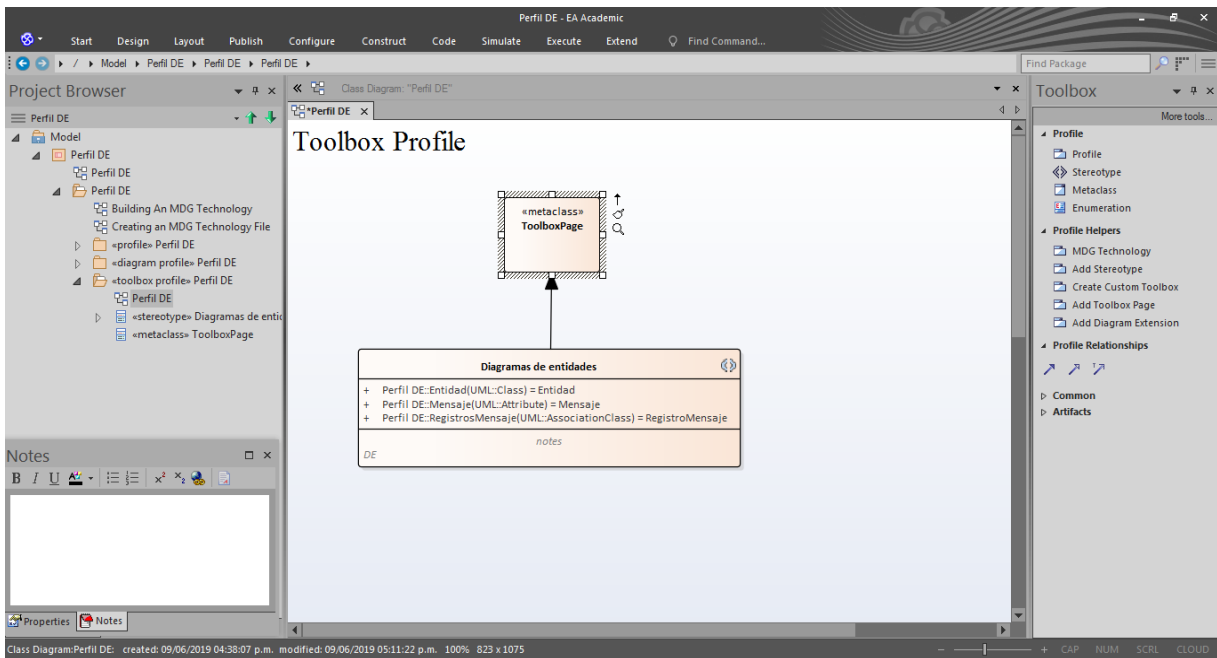 Perfil DE - EA Academic
Start Design Layout Publish Configure Construct Code Simulate Execute Extend Find Command...
/ Model Perfil DE Perfil DE Perfil DE
Find Package
Project Browser
Perfil DE
Model
Perfil DE
Perfil DE
Perfil DE
Building An MDG Technology
Creating an MDG Technology File
«profile» Perfil DE
«diagram profile» Perfil DE
«toolbox profile» Perfil DE
Perfil DE
«stereotype» Diagramas de entid
«metaclass» ToolboxPage
Notes
B I U
Properties Notes
Class Diagram: "Perfil DE"
*Perfil DE
Toolbox Profile
«metaclass»
ToolboxPage
Diagramas de entidades
+ Perfil DE::Entidad(UML::Class) = Entidad
+ Perfil DE::Mensaje(UML::Attribute) = Mensaje
+ Perfil DE::RegistrosMensaje(UML::AssociationClass) = RegistroMensaje
notes
DE
Toolbox
More tools...
Profile
Profile
Stereotype
Metaclass
Enumeration
Profile Helpers
MDG Technology
Add Stereotype
Create Custom Toolbox
Add Toolbox Page
Add Diagram Extension
Profile Relationships
Common
Artifacts
Class Diagram:Perfil DE: created: 09/06/2019 04:38:07 p.m. modified: 09/06/2019 05:11:22 p.m. 100% 823 x 1075
CAP NUM SCRL CLOUD